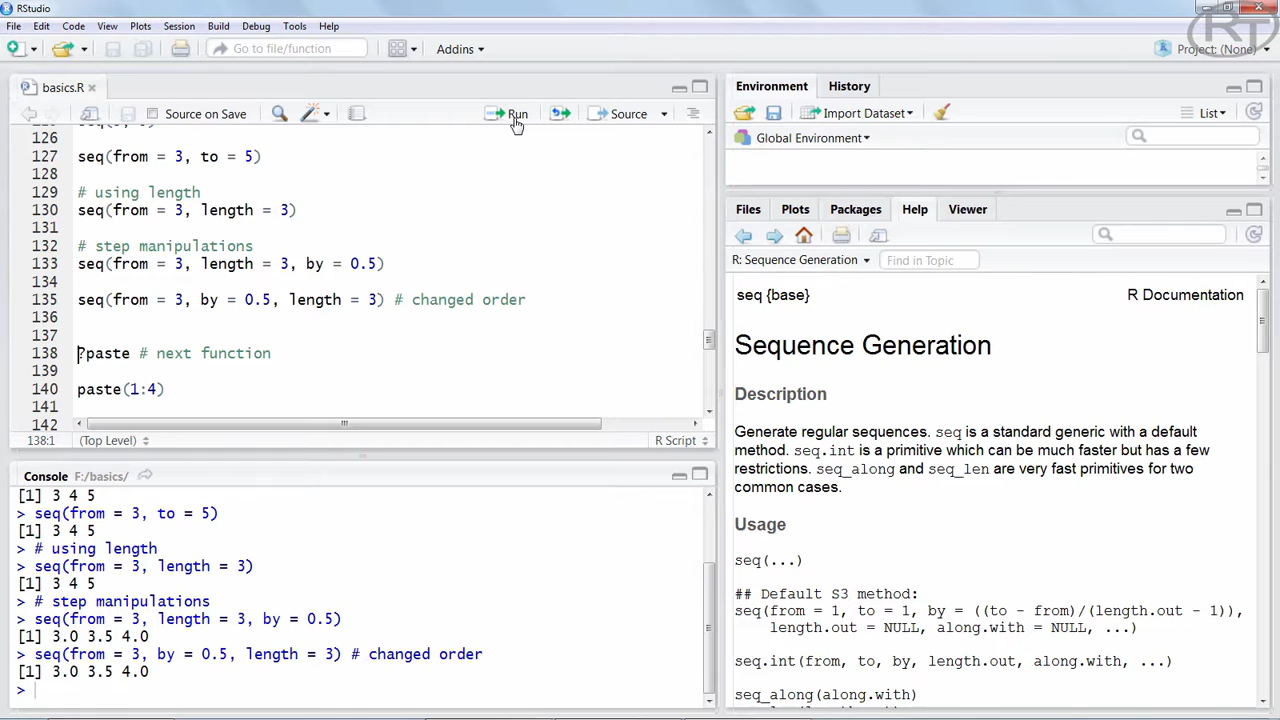 RStudio
File Edit Code View Plots Session Build Debug Tools Help
RT
Go to file/function Addins Project: (None)
basics.R
Source on Save Run Source
126
127 seq(from = 3, to = 5)
128
129 # using length
130 seq(from = 3, length = 3)
131
132 # step manipulations
133 seq(from = 3, length = 3, by = 0.5)
134
135 seq(from = 3, by = 0.5, length = 3) # changed order
136
137
138 ?paste # next function
139
140 paste(1:4)
141
142
138:1 (Top Level) R Script
Console F:/basics/
[1] 3 4 5
> seq(from = 3, to = 5)
[1] 3 4 5
> # using length
> seq(from = 3, length = 3)
[1] 3 4 5
> # step manipulations
> seq(from = 3, length = 3, by = 0.5)
[1] 3.0 3.5 4.0
> seq(from = 3, by = 0.5, length = 3) # changed order
[1] 3.0 3.5 4.0
>
Environment History
Import Dataset List
Global Environment
Files Plots Packages Help Viewer
R: Sequence Generation Find in Topic
seq {base} R Documentation
Sequence Generation
Description
Generate regular sequences. seq is a standard generic with a default
method. seq.int is a primitive which can be much faster but has a few
restrictions. seq_along and seq_len are very fast primitives for two
common cases.
Usage
seq(...)
## Default S3 method:
seq(from = 1, to = 1, by = ((to - from)/(length.out - 1)),
length.out = NULL, along.with = NULL, ...)
seq.int(from, to, by, length.out, along.with, ...)
seq_along(along.with)